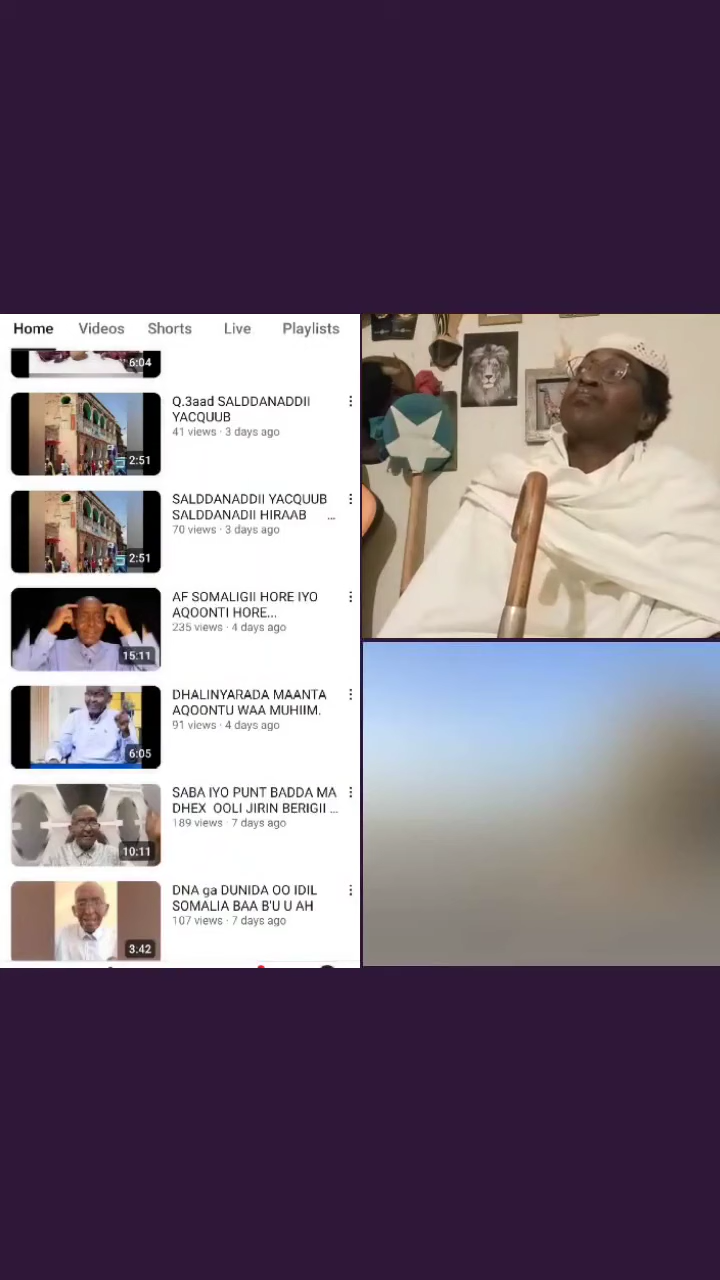 Home Videos Shorts Live Playlists
6:04
Q.3aad SALDDANADDII
YACQUUB
41 views · 3 days ago
2:51
SALDDANADDII YACQUUB
SALDDANADII HIRAAB ...
70 views · 3 days ago
2:51
AF SOMALIGII HORE IYO
AQOONTI HORE...
235 views · 4 days ago
15:11
DHALINYARADA MAANTA
AQOONTU WAA MUHIIM.
91 views · 4 days ago
6:05
SABA IYO PUNT BADDA MA
DHEX OOLI JIRIN BERIGII ...
189 views · 7 days ago
10:11
DNA ga DUNIDA OO IDIL
SOMALIA BAA B'U U AH
107 views · 7 days ago
3:42